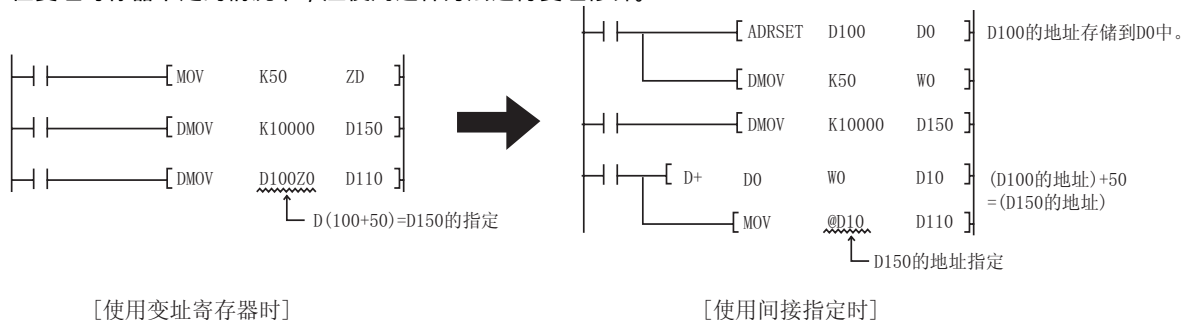 MOV K50 ZD
DMOV K10000 D150
DMOV D100Z0 D110
D(100+50)=D150的指定
[使用变址寄存器时]
ADRSET D100 D0 D100的地址存储到D0中。
DMOV K50 W0
DMOV K10000 D150
D+ D0 W0 D10 (D100的地址)+50
=(D150的地址)
MOV @D10 D110
D150的地址指定
[使用间接指定时]